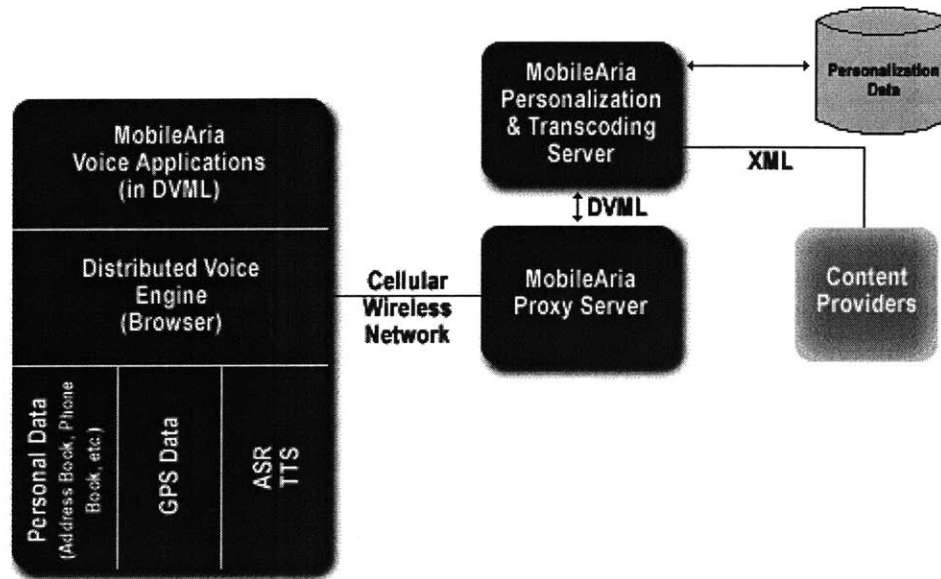 MobileAria
Voice Applications
(in DVML)
Distributed Voice
Engine
(Browser)
Personal Data
(Address Book, Phone
Book, etc.)
GPS Data
ASR
TTS
Cellular
Wireless
Network
MobileAria
Personalization
& Transcoding
Server
DVML
MobileAria
Proxy Server
Personalization
Data
XML
Content
Providers